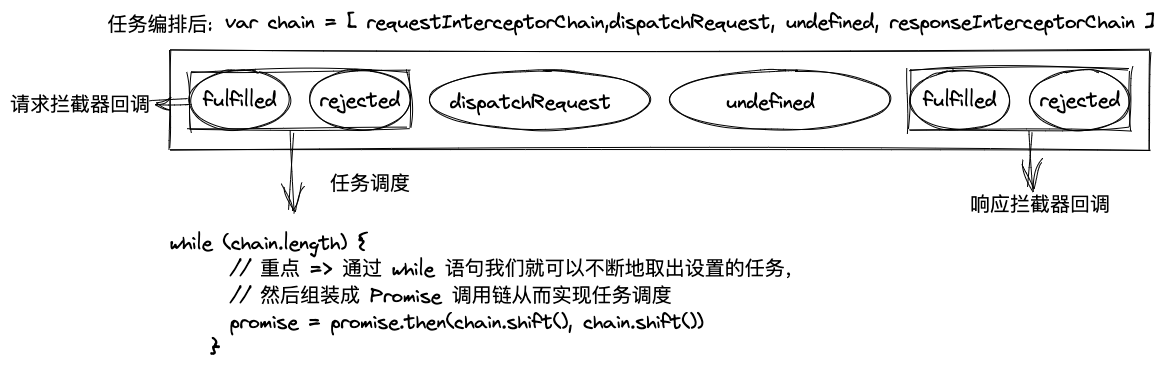 任务编排后：var chain = [ requestInterceptorChain,dispatchRequest, undefined, responseInterceptorChain ]
请求拦截器回调 fulfilled rejected dispatchRequest undefined fulfilled rejected
任务调度
响应拦截器回调
while (chain.length) {
// 重点 => 通过 while 语句我们就可以不断地取出设置的任务，
// 然后组装成 Promise 调用链从而实现任务调度
promise = promise.then(chain.shift(), chain.shift())
}